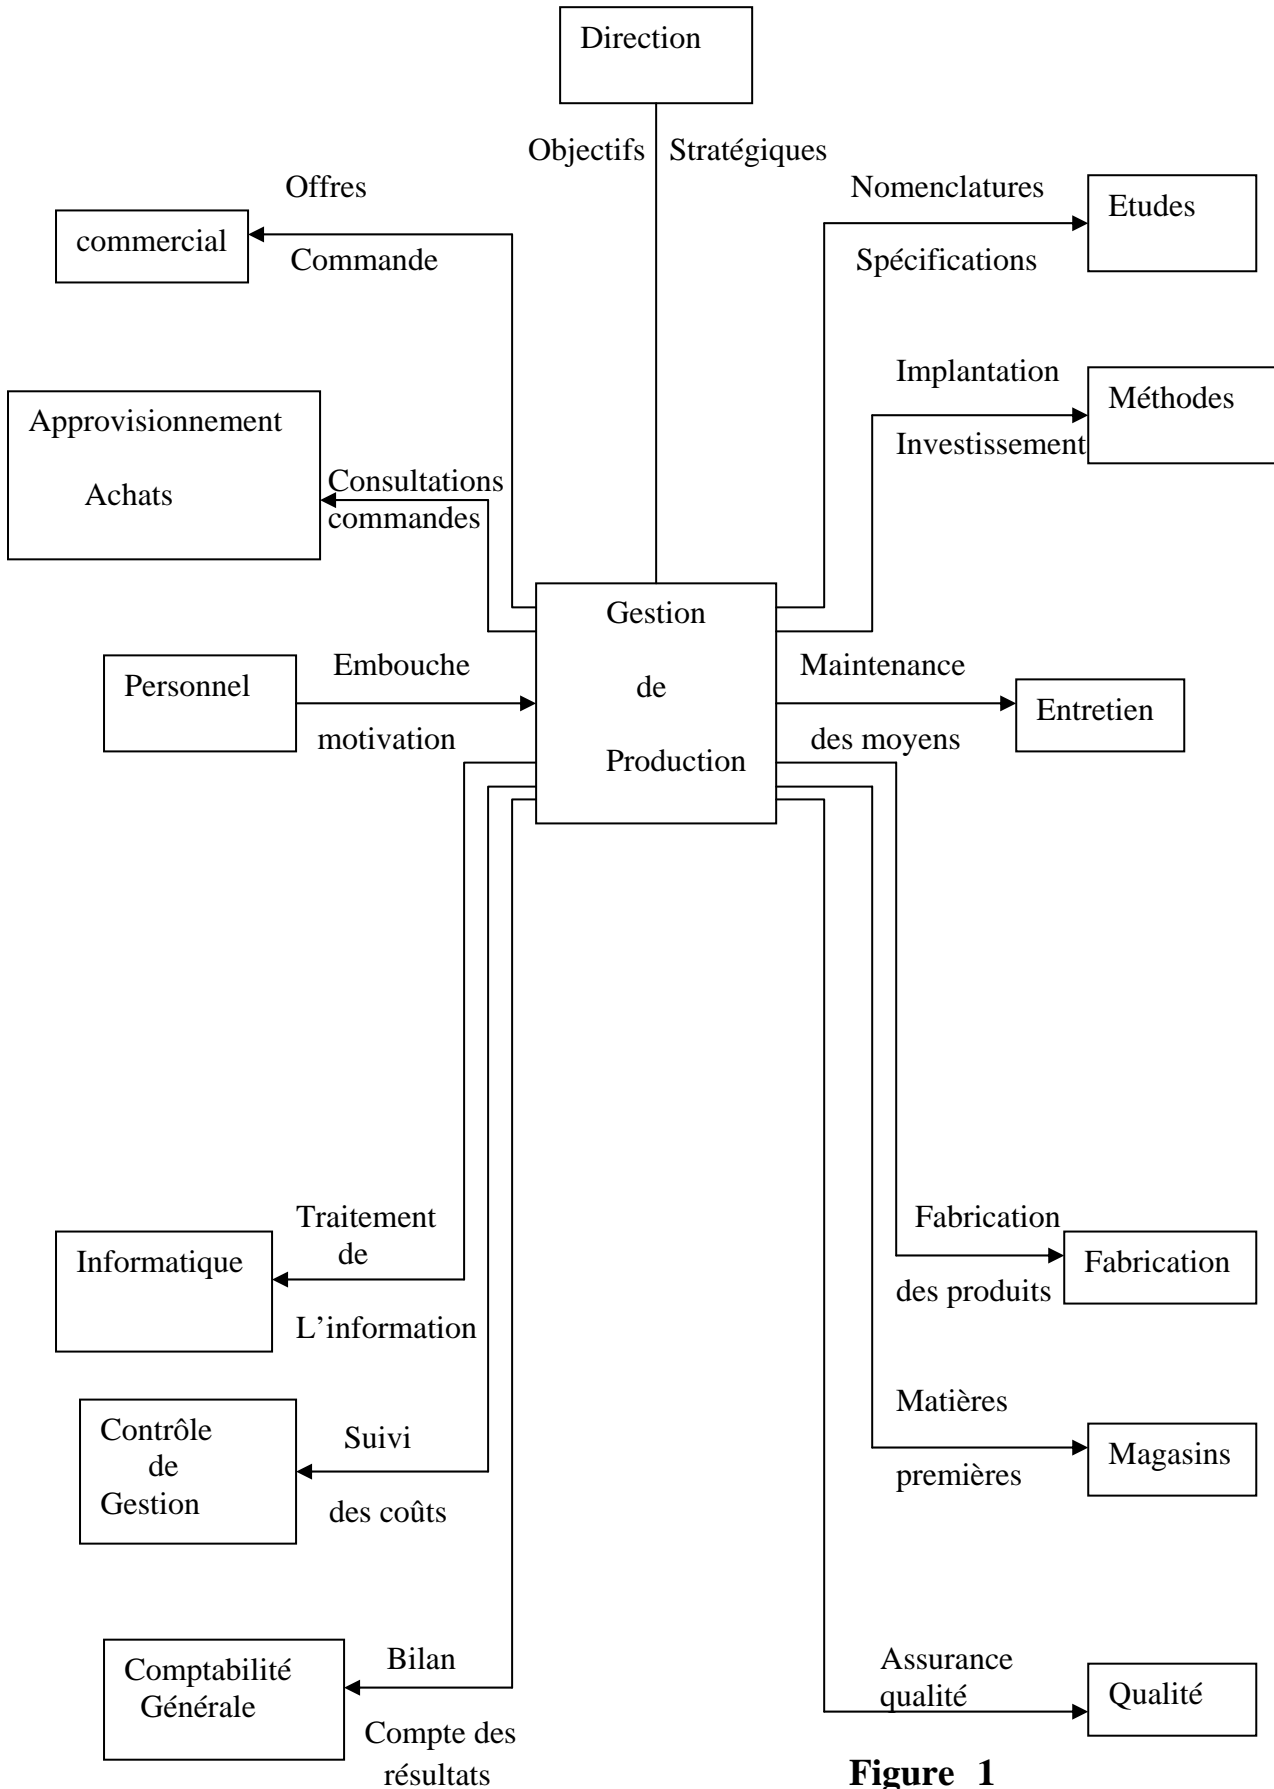 Direction
Objectifs Stratégiques
Offres
commercial
Commande
Nomenclatures
Etudes
Spécifications
Implantation
Méthodes
Investissement
Approvisionnement
Achats
Consultations
commandes
Gestion
de
Production
Personnel
Embouche
motivation
Maintenance
des moyens
Entretien
Traitement
de
L'information
Informatique
Fabrication
des produits
Fabrication
Contrôle
de
Gestion
Suivi
des coûts
Matières
premières
Magasins
Comptabilité
Générale
Bilan
Compte des
résultats
Assurance
qualité
Qualité
Figure 1